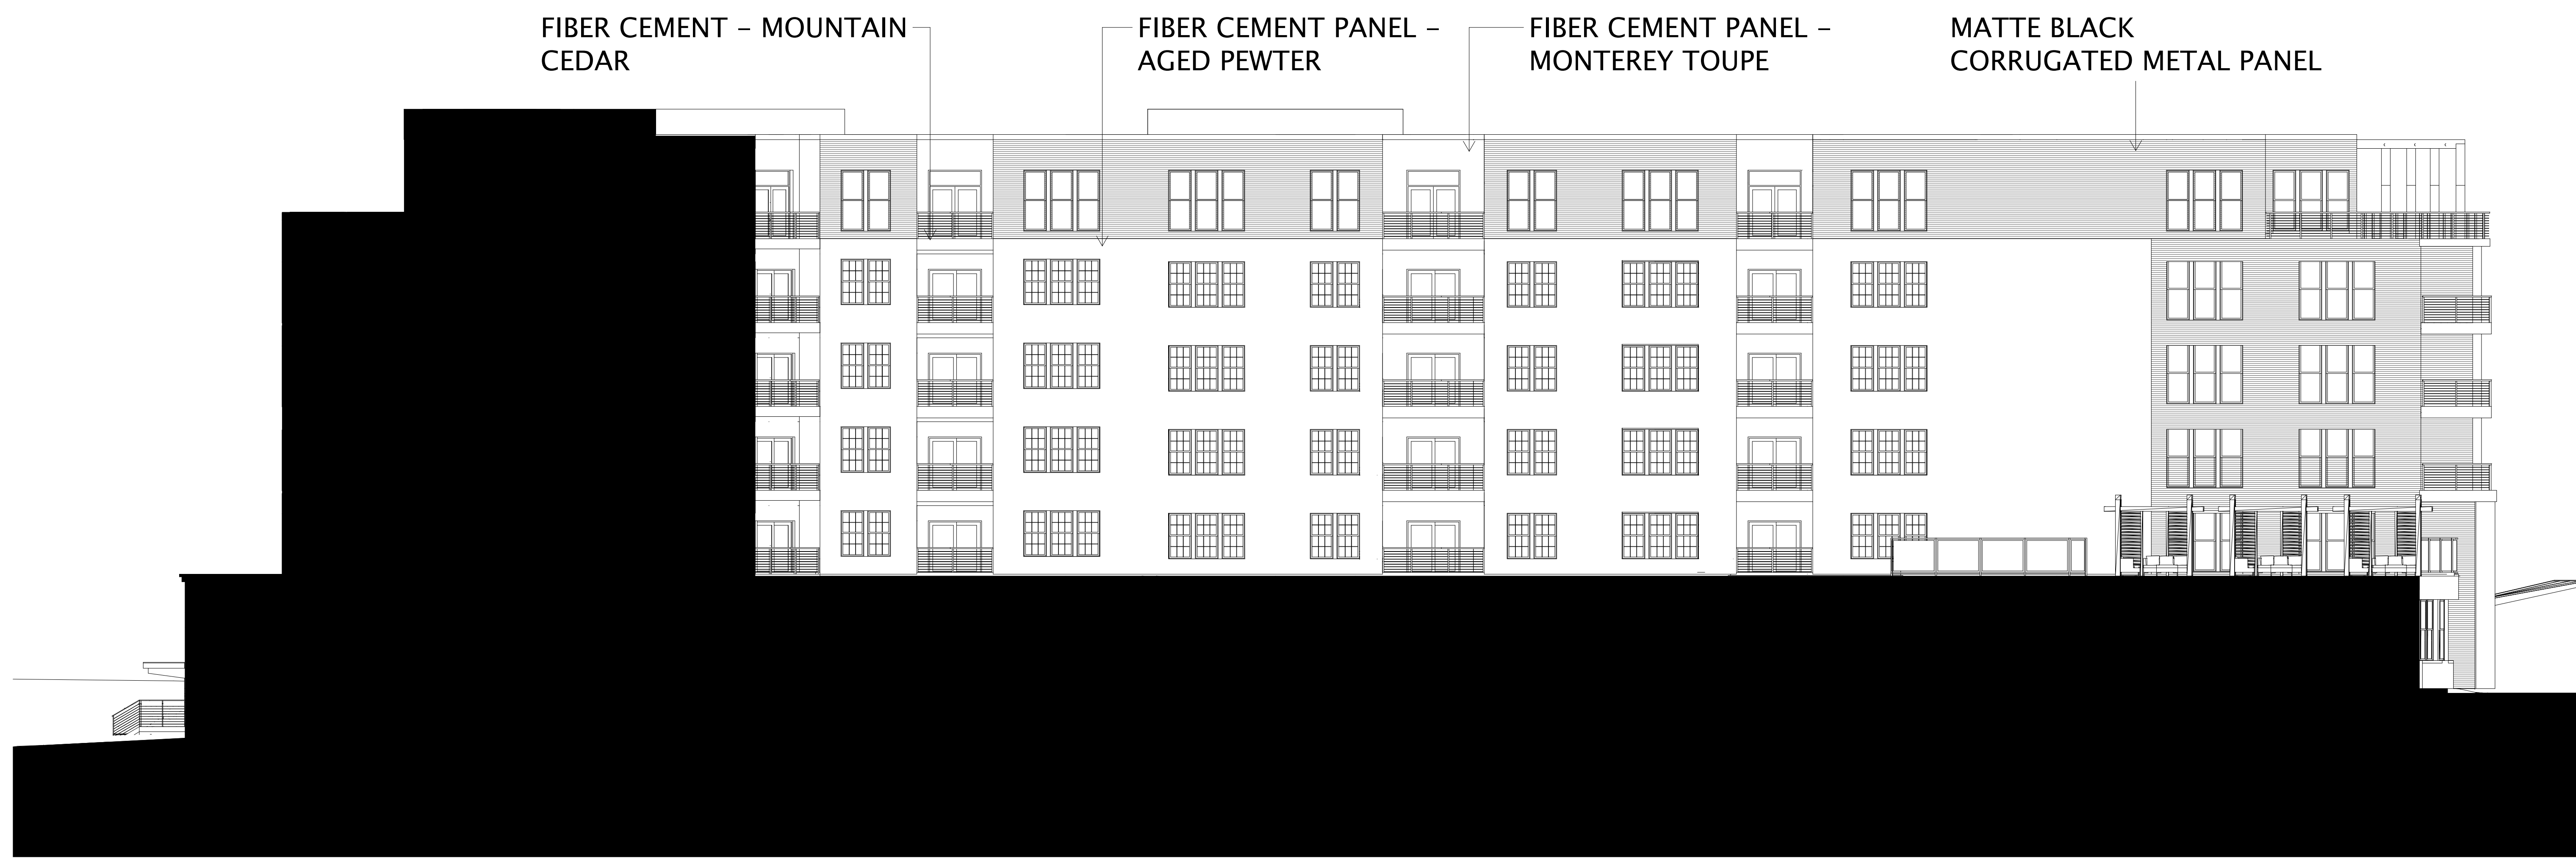 FIBER CEMENT – MOUNTAIN
CEDAR
FIBER CEMENT PANEL –
AGED PEWTER
FIBER CEMENT PANEL –
MONTEREY TOUPE
MATTE BLACK
CORRUGATED METAL PANEL